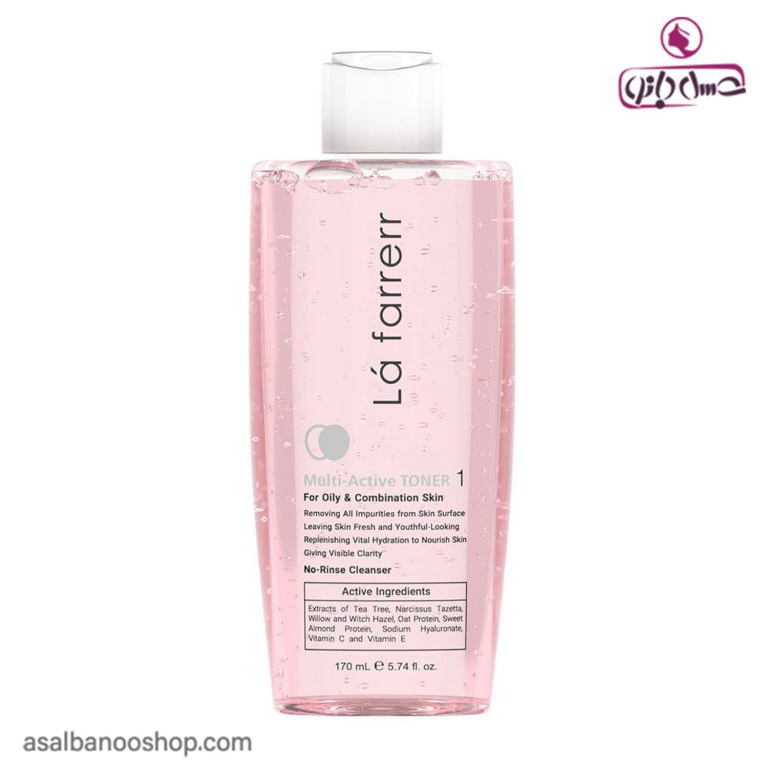 عسل بانو
Lá farrerr
Multi-Active TONER 1
For Oily & Combination Skin
Removing All Impurities from Skin Surface
Leaving Skin Fresh and Youthful-Looking
Replenishing Vital Hydration to Nourish Skin
Giving Visible Clarity
No-Rinse Cleanser
Active Ingredients
Extracts of Tea Tree, Narcissus Tazetta,
Willow and Witch Hazel, Oat Protein, Sweet
Almond Protein, Sodium Hyaluronate,
Vitamin C and Vitamin E
170 mL ℮ 5.74 fl. oz.
asalbanooshop.com